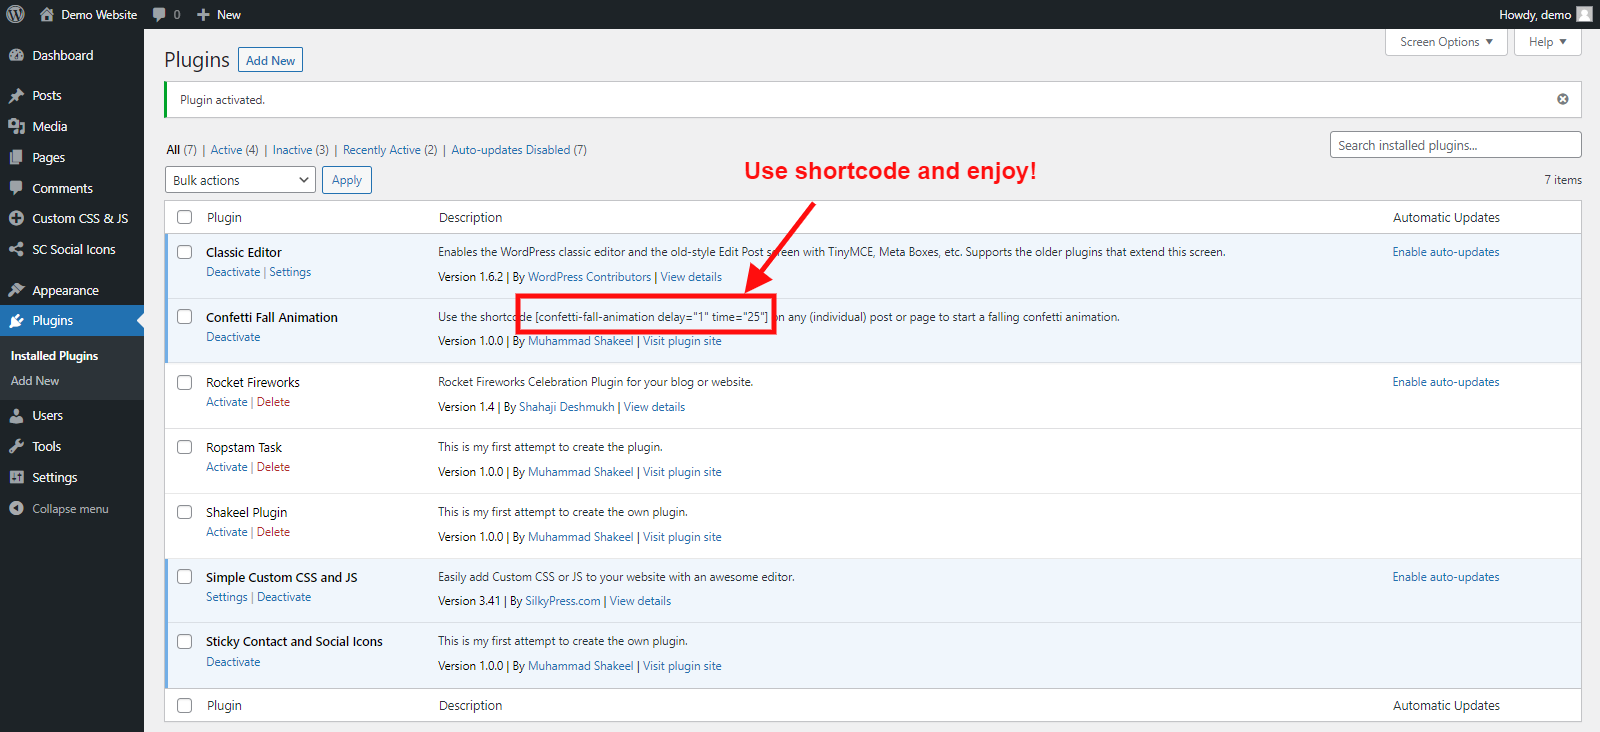 Demo Website 0 New Howdy, demo
Dashboard
Posts
Media
Pages
Comments
Custom CSS & JS
SC Social Icons
Appearance
Plugins
Installed Plugins
Add New
Users
Tools
Settings
Collapse menu
Screen Options Help
Plugins Add New
Plugin activated.
All (7) | Active (4) | Inactive (3) | Recently Active (2) | Auto-updates Disabled (7)
Search installed plugins...
Bulk actions Apply
7 items
Use shortcode and enjoy!
Plugin Description Automatic Updates
Classic Editor Enables the WordPress classic editor and the old-style Edit Post screen with TinyMCE, Meta Boxes, etc. Supports the older plugins that extend this screen. Enable auto-updates
Deactivate | Settings Version 1.6.2 | By WordPress Contributors | View details
Confetti Fall Animation Use the shortcode [confetti-fall-animation delay="1" time="25"] on any (individual) post or page to start a falling confetti animation.
Deactivate Version 1.0.0 | By Muhammad Shakeel | Visit plugin site
Rocket Fireworks Rocket Fireworks Celebration Plugin for your blog or website. Enable auto-updates
Activate | Delete Version 1.4 | By Shahaji Deshmukh | View details
Ropstam Task This is my first attempt to create the plugin.
Activate | Delete Version 1.0.0 | By Muhammad Shakeel | Visit plugin site
Shakeel Plugin This is my first attempt to create the own plugin.
Activate | Delete Version 1.0.0 | By Muhammad Shakeel | Visit plugin site
Simple Custom CSS and JS Easily add Custom CSS or JS to your website with an awesome editor. Enable auto-updates
Settings | Deactivate Version 3.41 | By SilkyPress.com | View details
Sticky Contact and Social Icons This is my first attempt to create the own plugin.
Deactivate Version 1.0.0 | By Muhammad Shakeel | Visit plugin site
Plugin Description Automatic Updates